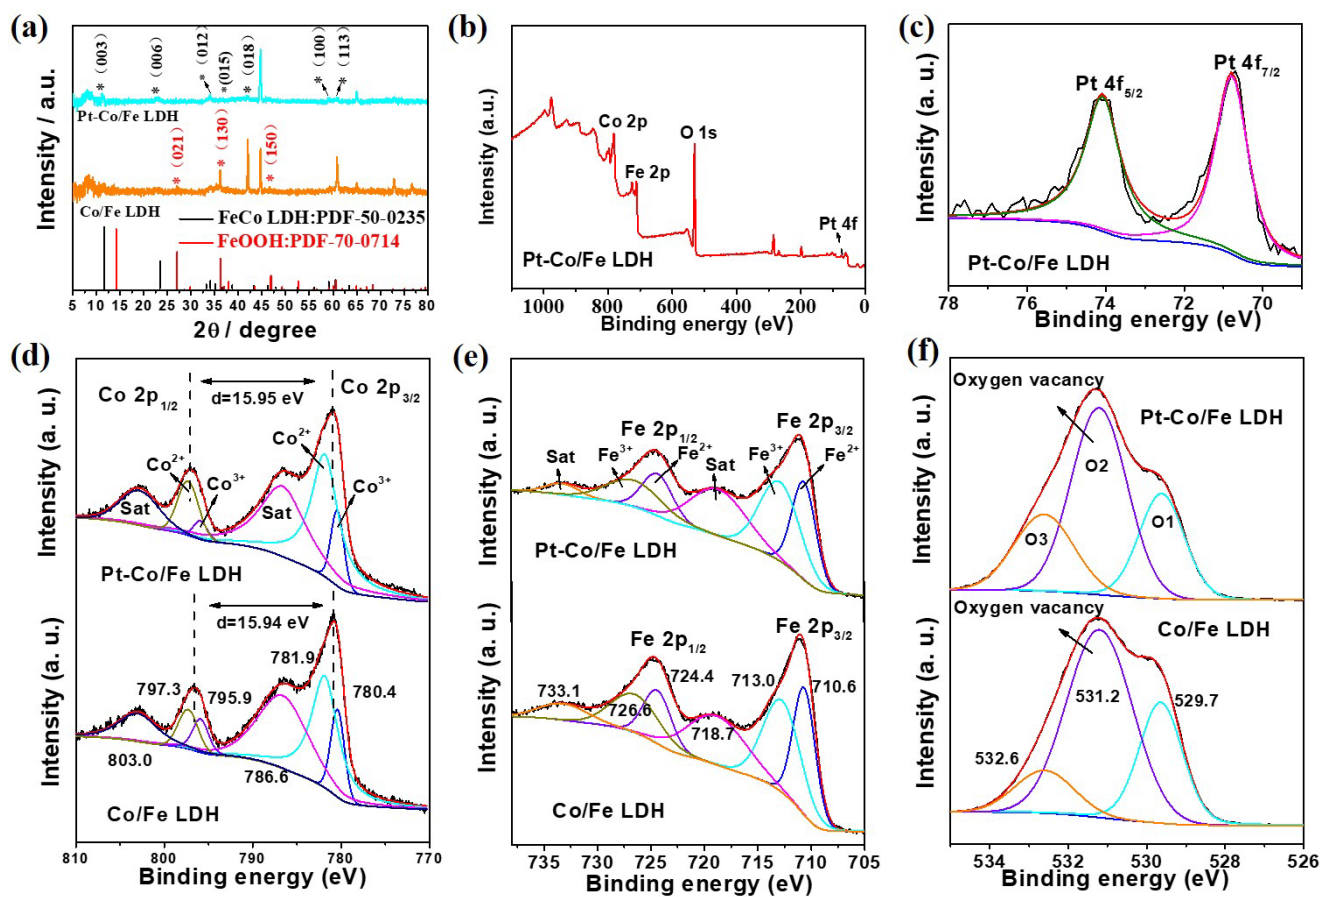 (a)
Intensity / a.u.
* (003)
* (006)
* (012)
*(015)
* (018)
* (100)
* (113)
Pt-Co/Fe LDH
* (021)
* (130)
* (150)
Co/Fe LDH
FeCo LDH:PDF-50-0235
FeOOH:PDF-70-0714
5 10 15 20 25 30 35 40 45 50 55 60 65 70 75 80
2θ / degree
(b)
Intensity (a.u.)
Co 2p
Fe 2p
O 1s
Pt 4f
Pt-Co/Fe LDH
1000 800 600 400 200 0
Binding energy (eV)
(c)
Intensity (a. u.)
Pt 4f5/2
Pt 4f7/2
Pt-Co/Fe LDH
78 76 74 72 70
Binding energy (eV)
(d)
Intensity (a. u.)
Co 2p1/2
d=15.95 eV
Co 2p3/2
Co2+
Co3+
Sat
Sat
Co2+
Co3+
Pt-Co/Fe LDH
Intensity (a. u.)
d=15.94 eV
781.9
797.3
795.9
780.4
803.0
786.6
Co/Fe LDH
810 800 790 780 770
Binding energy (eV)
(e)
Intensity (a. u.)
Fe 2p1/2
Fe 2p3/2
Sat
Fe3+
Fe2+
Sat
Fe3+
Fe2+
Pt-Co/Fe LDH
Intensity (a. u.)
Fe 2p1/2
Fe 2p3/2
733.1
726.6
724.4
718.7
713.0
710.6
Co/Fe LDH
735 730 725 720 715 710 705
Binding energy (eV)
(f)
Intensity (a. u.)
Oxygen vacancy
Pt-Co/Fe LDH
O2
O1
O3
Intensity (a. u.)
Oxygen vacancy
Co/Fe LDH
531.2
529.7
532.6
534 532 530 528 526
Binding energy (eV)